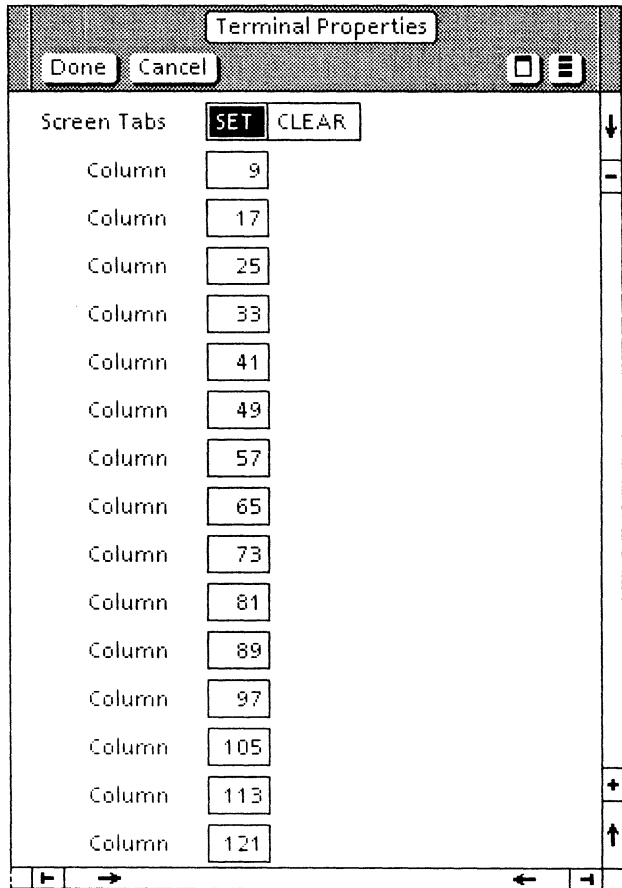 Terminal Properties
Done Cancel
Screen Tabs SET CLEAR
Column 9
Column 17
Column 25
Column 33
Column 41
Column 49
Column 57
Column 65
Column 73
Column 81
Column 89
Column 97
Column 105
Column 113
Column 121